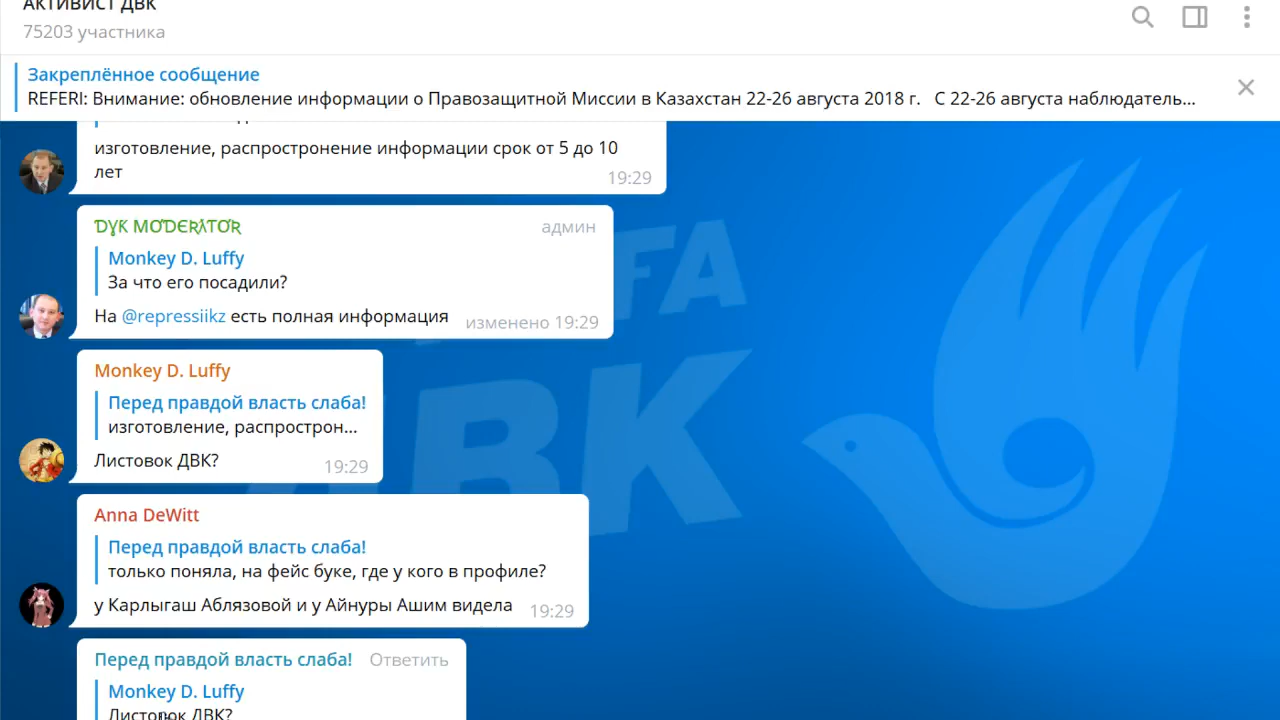 АКТИВИСТ ДВК
75203 участника
Закреплённое сообщение
REFERI: Внимание: обновление информации о Правозащитной Миссии в Казахстан 22-26 августа 2018 г. С 22-26 августа наблюдатель...
изготовление, распростронение информации срок от 5 до 10
лет
19:29
ƊƔҚ MƠƊЄRƛƬƠR
админ
Monkey D. Luffy
За что его посадили?
На @repressiikz есть полная информация
изменено 19:29
Monkey D. Luffy
Перед правдой власть слаба!
изготовление, распрострон...
Листовок ДВК?
19:29
Anna DeWitt
Перед правдой власть слаба!
только поняла, на фейс буке, где у кого в профиле?
у Карлыгаш Аблязовой и у Айнуры Ашим видела
19:29
Перед правдой власть слаба!
Ответить
Monkey D. Luffy
Листовок ДВК?
ДВК